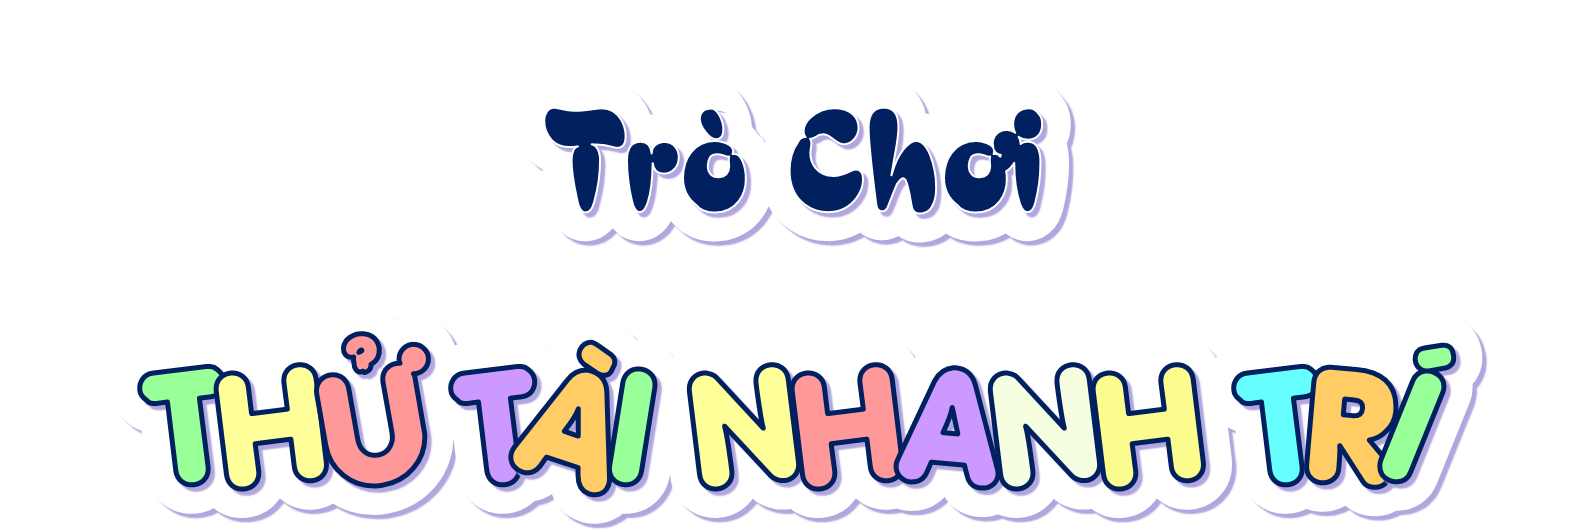 Trò Chơi
THỬ TÀI NHANH TRÍ